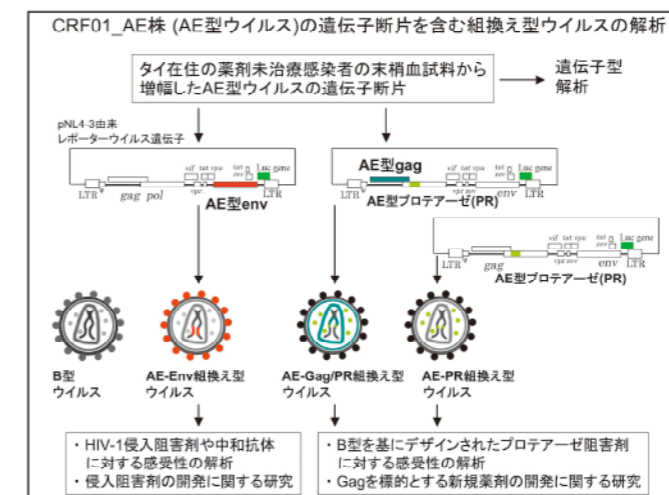 CRF01_AE株 (AE型ウイルス)の遺伝子断片を含む組換え型ウイルスの解析
タイ在住の薬剤未治療感染者の末梢血試料から
増幅したAE型ウイルスの遺伝子断片
遺伝子型
解析
pNL4-3由来
レポーターウイルス遺伝子
vif tat vpu
tat
rev
Luc gene
LTR
gag pol
vpr
LTR
AE型env
AE型gag
vif tat vpu
tat
rev
Luc gene
LTR
vpr rev
env
LTR
AE型プロテアーゼ(PR)
vif tat vpu
tat
rev
Luc gene
LTR
gag
vpr rev
env
LTR
AE型プロテアーゼ(PR)
B型
ウイルス
AE-Env組換え型
ウイルス
AE-Gag/PR組換え型
ウイルス
AE-PR組換え型
ウイルス
・HIV-1侵入阻害剤や中和抗体
に対する感受性の解析
・侵入阻害剤の開発に関する研究
・B型を基にデザインされたプロテアーゼ阻害剤
に対する感受性の解析
・Gagを標的とする新規薬剤の開発に関する研究